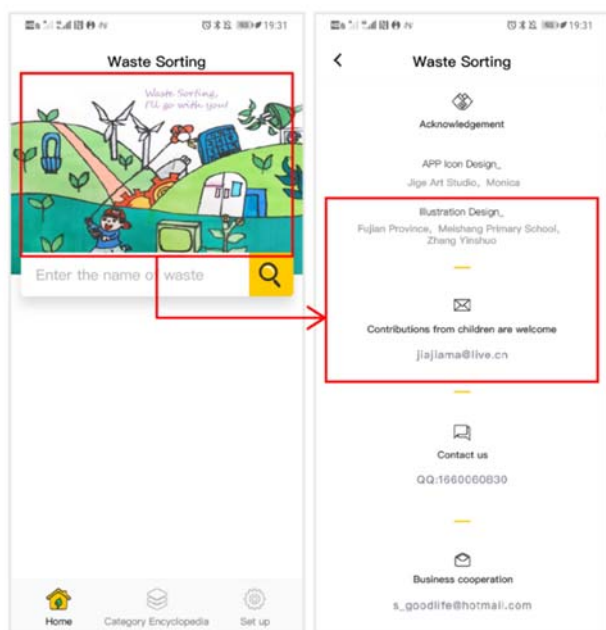 19:31
Waste Sorting
Waste Sorting,
I'll go with you!
Enter the name of waste
Home
Category Encyclopedia
Set up
19:31
Waste Sorting
Acknowledgement
APP Icon Design_
Jige Art Studio, Monica
Illustration Design_
Fujian Province, Meishang Primary School,
Zhang Yinshuo
Contributions from children are welcome
jiajiama@live.cn
Contact us
QQ:1660060830
Business cooperation
s_goodlife@hotmail.com